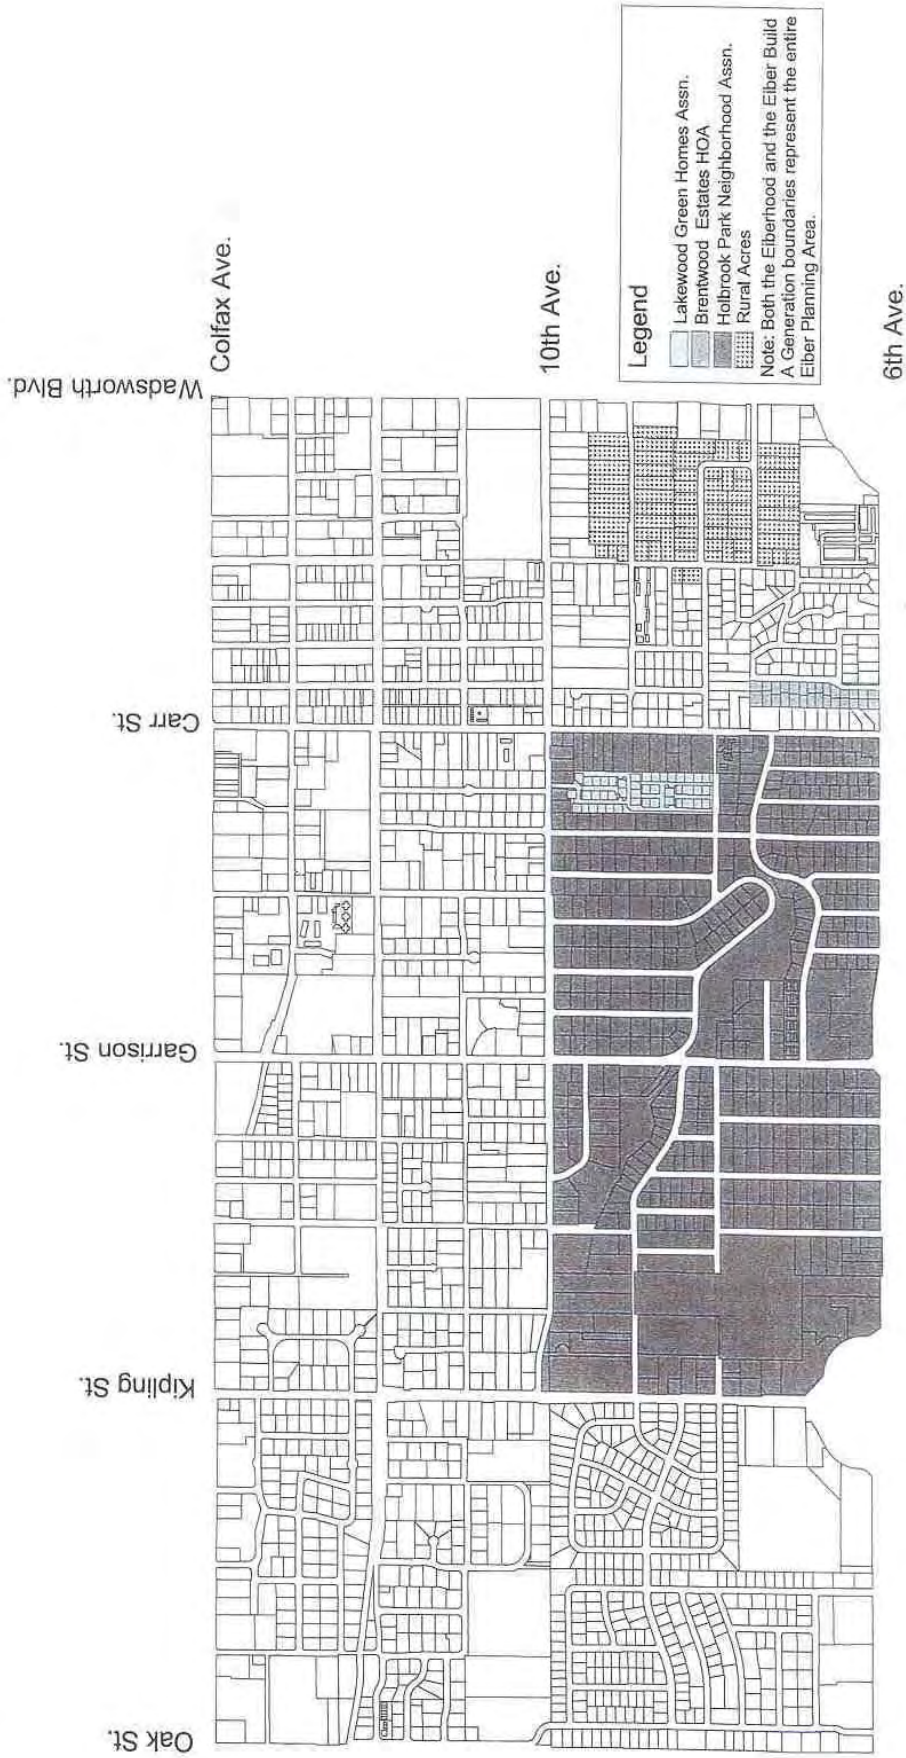 Wadsworth Blvd.
Colfax Ave.
10th Ave.
6th Ave.
Carr St.
Garrison St.
Kipling St.
Oak St.
Legend
Lakewood Green Homes Assn.
Brentwood Estates HOA
Holbrook Park Neighborhood Assn.
Rural Acres
Note: Both the Eiberhood and the Eiber Build
A Generation boundaries represent the entire
Eiber Planning Area.